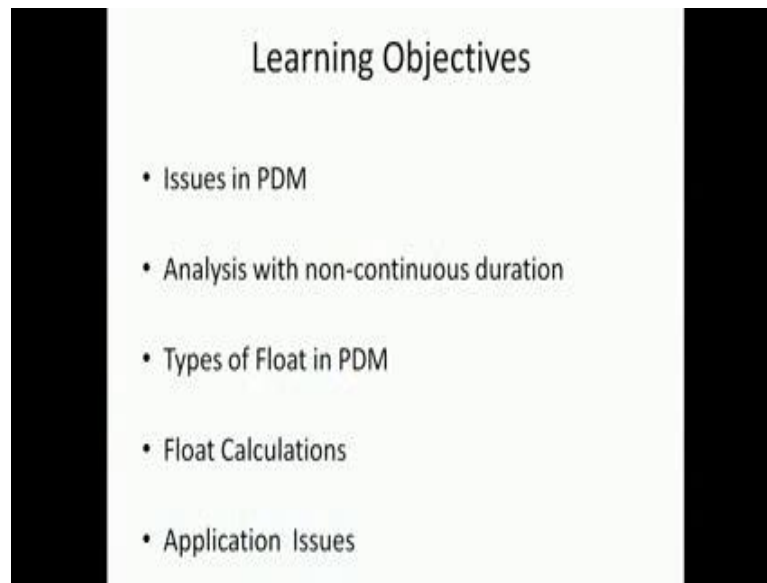 Learning Objectives
• Issues in PDM
• Analysis with non-continuous duration
• Types of Float in PDM
• Float Calculations
• Application Issues